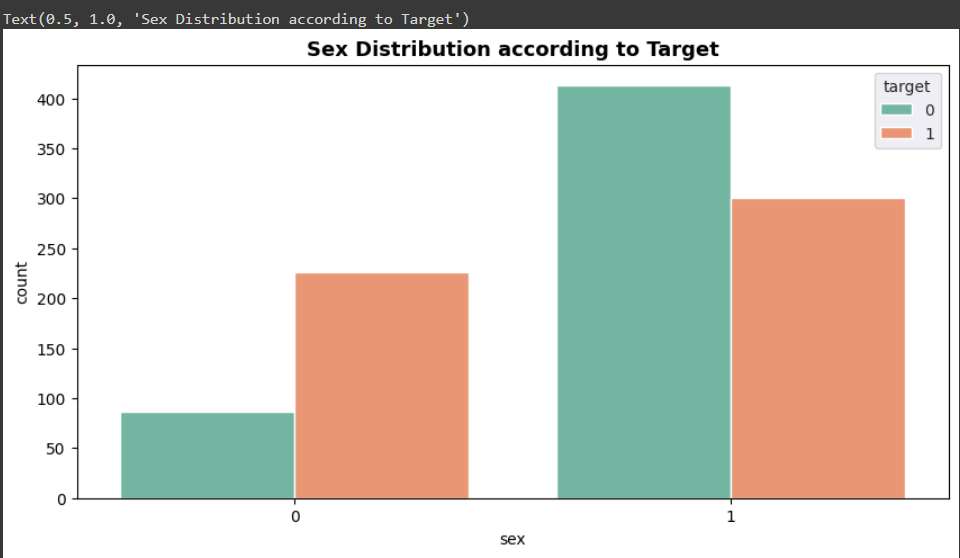 Text(0.5, 1.0, 'Sex Distribution according to Target')
Sex Distribution according to Target
target
0
1
400
350
300
250
200
150
100
50
0
count
0 1
sex